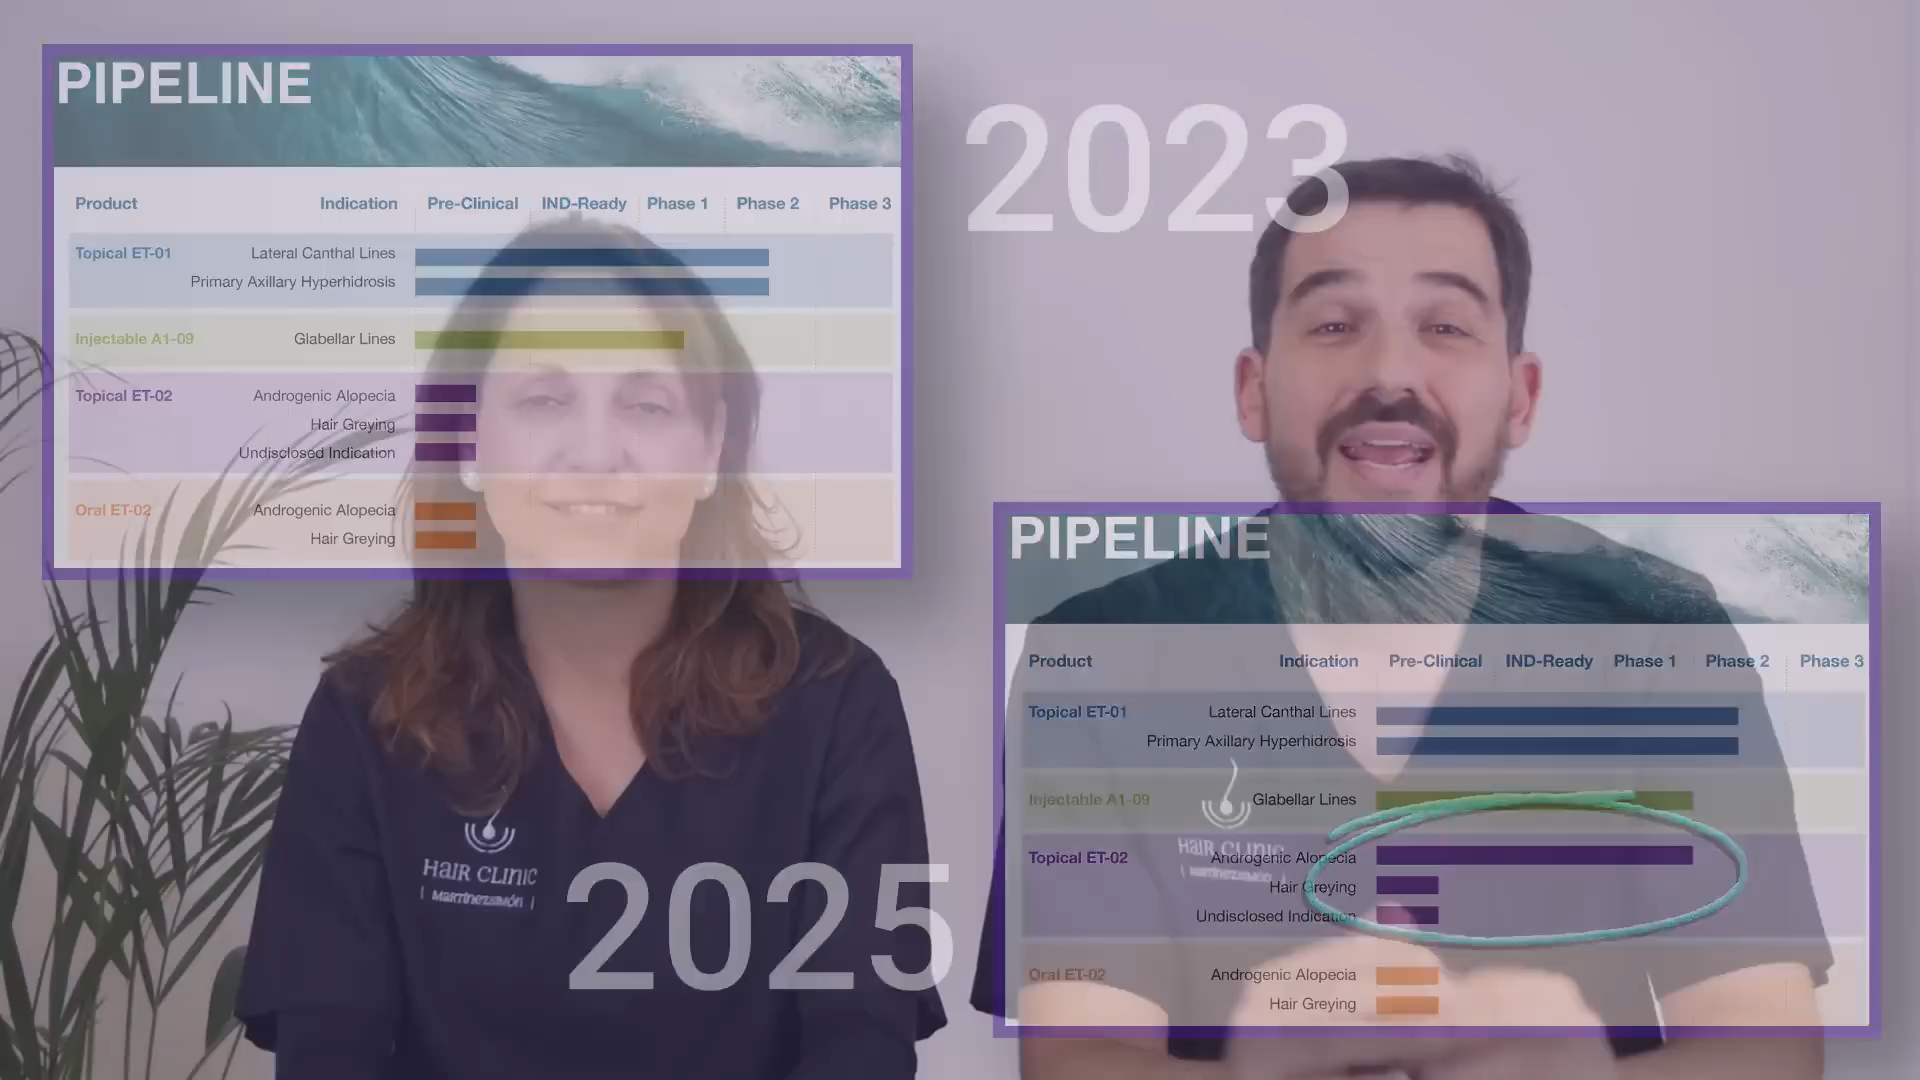 PIPELINE
Product Indication Pre-Clinical IND-Ready Phase 1 Phase 2 Phase 3
Topical ET-01 Lateral Canthal Lines
Primary Axillary Hyperhidrosis
Injectable A1-09 Glabellar Lines
Topical ET-02 Androgenic Alopecia
Hair Greying
Undisclosed Indication
Oral ET-02 Androgenic Alopecia
Hair Greying
2023
HAIR CLINIC
MARTINEZSIMÓN
2025
PIPELINE
Product Indication Pre-Clinical IND-Ready Phase 1 Phase 2 Phase 3
Topical ET-01 Lateral Canthal Lines
Primary Axillary Hyperhidrosis
Injectable A1-09 Glabellar Lines
Topical ET-02 Androgenic Alopecia
Hair Greying
Undisclosed Indication
Oral ET-02 Androgenic Alopecia
Hair Greying
HAIR CLINIC
MARTINEZSIMÓN